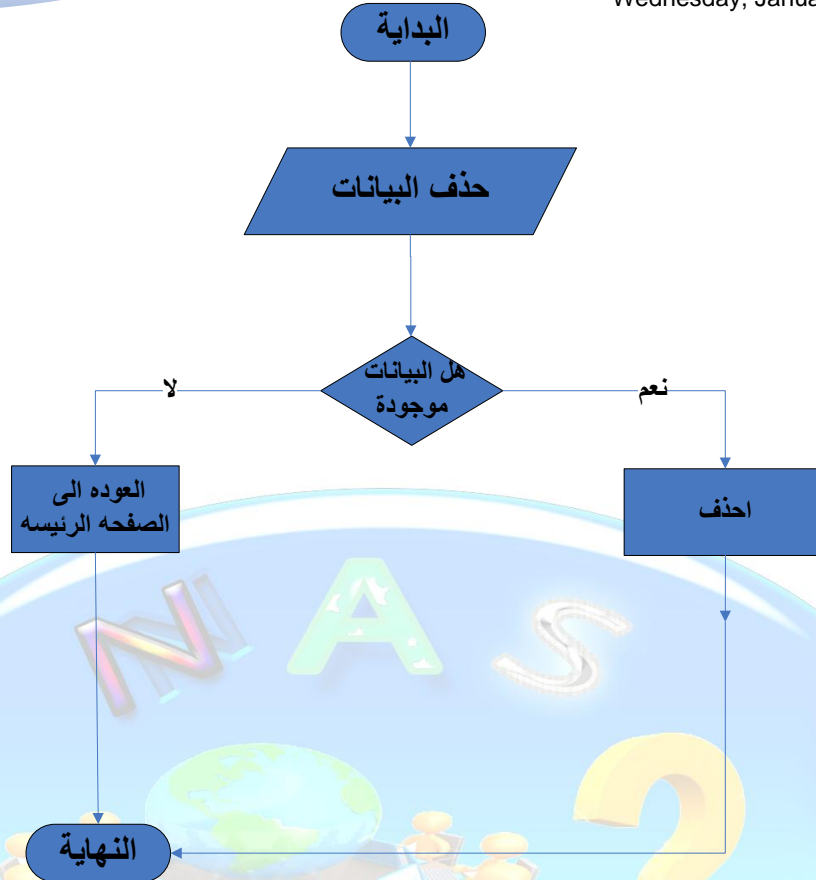 Wednesday, Janua
البداية
حذف البيانات
هل البيانات
موجودة
لا
نعم
العوده الى
الصفحه الرئيسه
احذف
N A S
?
النهاية